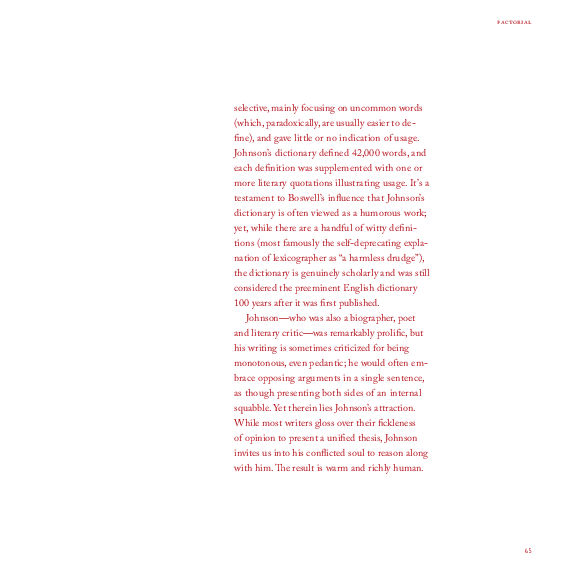 FACTORIAL
selective, mainly focusing on uncommon words
(which, paradoxically, are usually easier to de-
fine), and gave little or no indication of usage.
Johnson's dictionary defined 42,000 words, and
each definition was supplemented with one or
more literary quotations illustrating usage. It's a
testament to Boswell's influence that Johnson's
dictionary is often viewed as a humorous work;
yet, while there are a handful of witty defini-
tions (most famously the self-deprecating expla-
nation of lexicographer as “a harmless drudge”),
the dictionary is genuinely scholarly and was still
considered the preeminent English dictionary
100 years after it was first published.
Johnson—who was also a biographer, poet
and literary critic—was remarkably prolific, but
his writing is sometimes criticized for being
monotonous, even pedantic; he would often em-
brace opposing arguments in a single sentence,
as though presenting both sides of an internal
squabble. Yet therein lies Johnson's attraction.
While most writers gloss over their fickleness
of opinion to present a unified thesis, Johnson
invites us into his conflicted soul to reason along
with him. The result is warm and richly human.
65